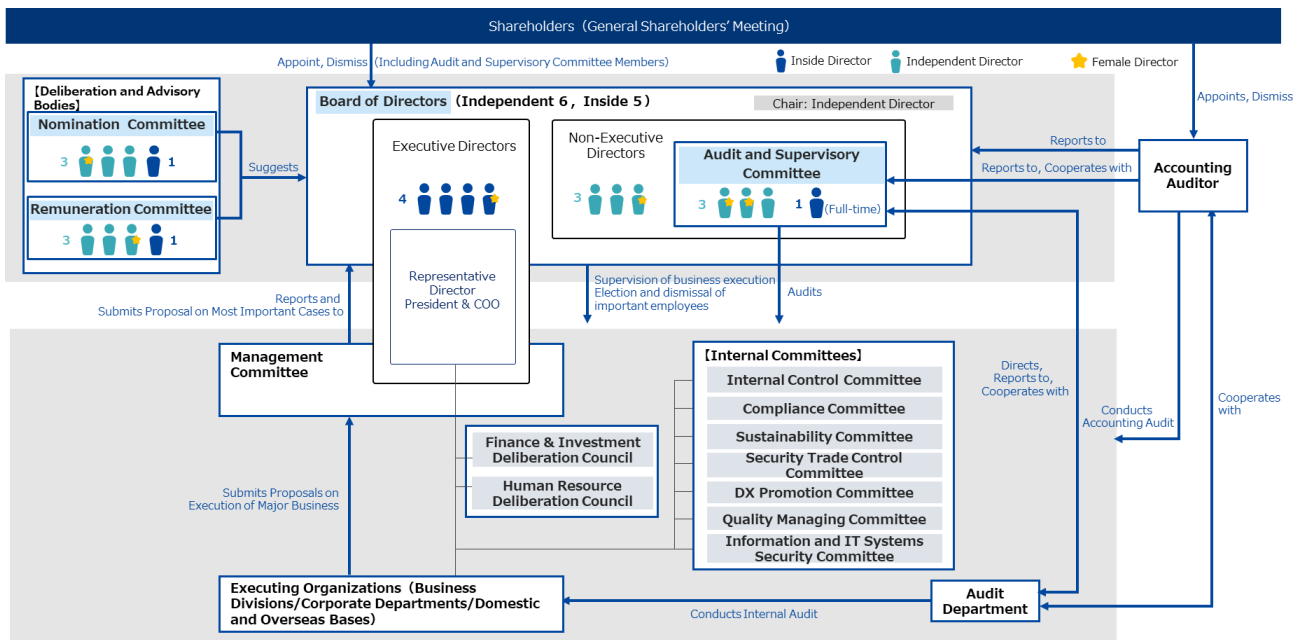 Shareholders（General Shareholders’ Meeting）
Appoint, Dismiss（Including Audit and Supervisory Committee Members）
Inside Director
Independent Director
Female Director
【Deliberation and Advisory
Bodies】
Nomination Committee
3
1
Remuneration Committee
3
1
Suggests
Board of Directors（Independent 6 , Inside 5）
Chair: Independent Director
Executive Directors
4
Representative
Director
President & COO
Non-Executive
Directors
3
Audit and Supervisory
Committee
3
1
(Full-time)
Appoints, Dismiss
Reports to
Reports to, Cooperates with
Accounting
Auditor
Reports and
Submits Proposal on Most Important Cases to
Supervision of business execution
Election and dismissal of
important employees
Audits
Management
Committee
【Internal Committees】
Internal Control Committee
Compliance Committee
Sustainability Committee
Security Trade Control
Committee
DX Promotion Committee
Quality Managing Committee
Information and IT Systems
Security Committee
Directs,
Reports to,
Cooperates with
Conducts
Accounting Audit
Cooperates
with
Finance & Investment
Deliberation Council
Human Resource
Deliberation Council
Submits Proposals on
Execution of Major Business
Executing Organizations（Business
Divisions/Corporate Departments/Domestic
and Overseas Bases）
Conducts Internal Audit
Audit
Department